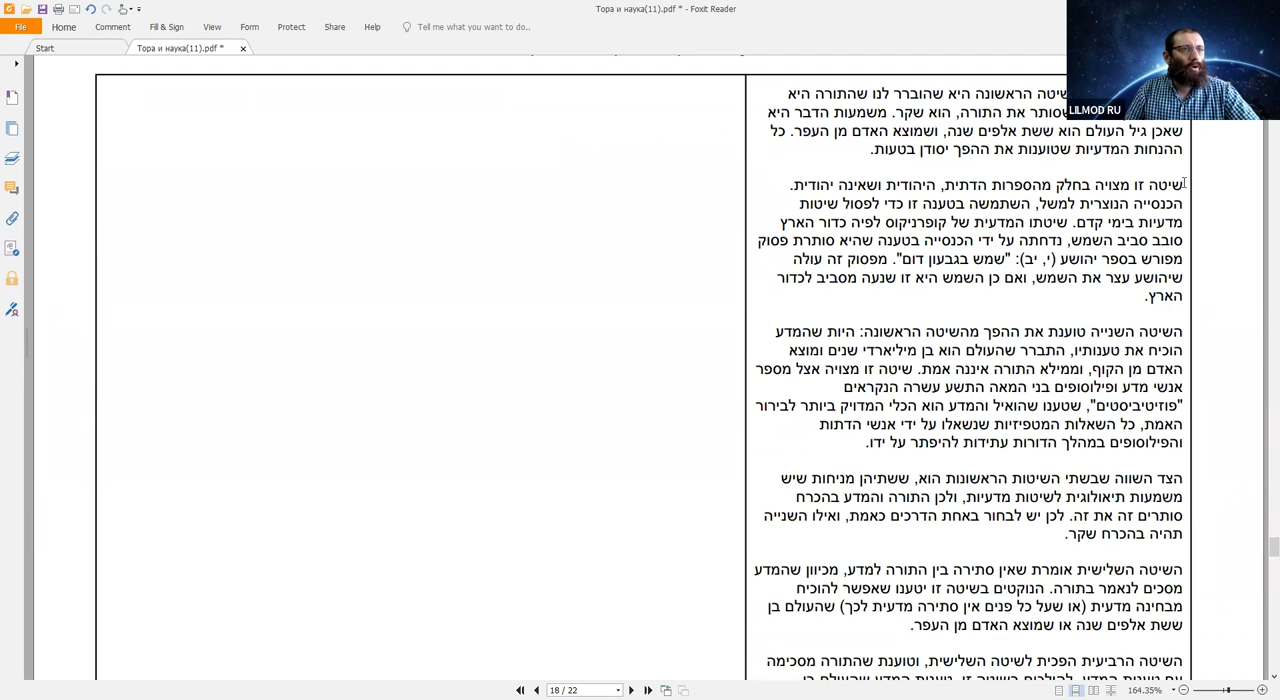 Тора и наука(11).pdf * - Foxit Reader
File Home Comment Fill & Sign View Form Protect Share Help Tell me what you want to do..
Start Тора и наука(11).pdf * ×
LILMOD RU
שיטה הראשונה היא שהוברר לנו שהתורה היא
שסותר את התורה, הוא שקר. משמעות הדבר היא
שאכן גיל העולם הוא ששת אלפים שנה, ושמוצא האדם מן העפר. כל
ההנחות המדעיות שטוענות את ההפך יסודן בטעות.
שיטה זו מצויה בחלק מהספרות הדתית, היהודית ושאינה יהודית.
הכנסייה הנוצרית למשל, השתמשה בטענה זו כדי לפסול שיטות
מדעיות בימי קדם. שיטתו המדעית של קופרניקוס לפיה כדור הארץ
סובב סביב השמש, נדחתה על ידי הכנסייה בטענה שהיא סותרת פסוק
מפורש בספר יהושע (י, יב): "שמש בגבעון דום". מפסוק זה עולה
שיהושע עצר את השמש, ואם כן השמש היא זו שנעה מסביב לכדור
הארץ.
השיטה השנייה טוענת את ההפך מהשיטה הראשונה: היות שהמדע
הוכיח את טענותיו, התברר שהעולם הוא בן מיליארדי שנים ומוצא
האדם מן הקוף, וממילא התורה איננה אמת. שיטה זו מצויה אצל מספר
אנשי מדע ופילוסופים בני המאה התשע עשרה הנקראים
"פוזיטיביסטים", שטענו שהואיל והמדע הוא הכלי המדויק ביותר לבירור
האמת, כל השאלות המטפיזיות שנשאלו על ידי אנשי הדתות
והפילוסופים במהלך הדורות עתידות להיפתר על ידו.
הצד השווה שבשתי השיטות הראשונות הוא, ששתיהן מניחות שיש
משמעות תיאולוגית לשיטות מדעיות, ולכן התורה והמדע בהכרח
סותרים זה את זה. לכן יש לבחור באחת הדרכים כאמת, ואילו השנייה
תהיה בהכרח שקר.
השיטה השלישית אומרת שאין סתירה בין התורה למדע, מכיוון שהמדע
מסכים לנאמר בתורה. הנוקטים בשיטה זו יטענו שאפשר להוכיח
מבחינה מדעית (או שעל כל פנים אין סתירה מדעית לכך) שהעולם בן
ששת אלפים שנה או שמוצא האדם מן העפר.
השיטה הרביעית הפכית לשיטה השלישית, וטוענת שהתורה מסכימה
18 / 22 164.35%